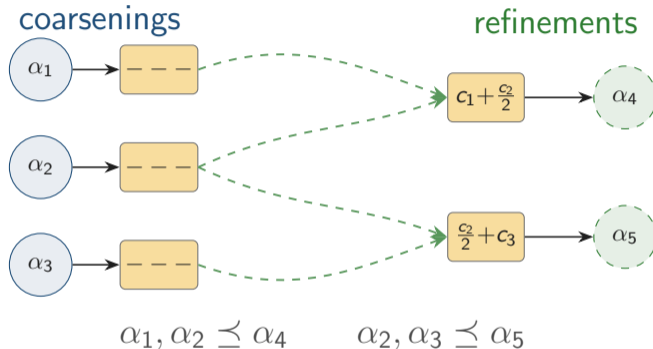 coarsenings
refinements
α₁
– – –
c₁ + c₂/2
α₄
α₂
– – –
α₃
– – –
c₂/2 + c₃
α₅
α₁, α₂ ⪯ α₄
α₂, α₃ ⪯ α₅